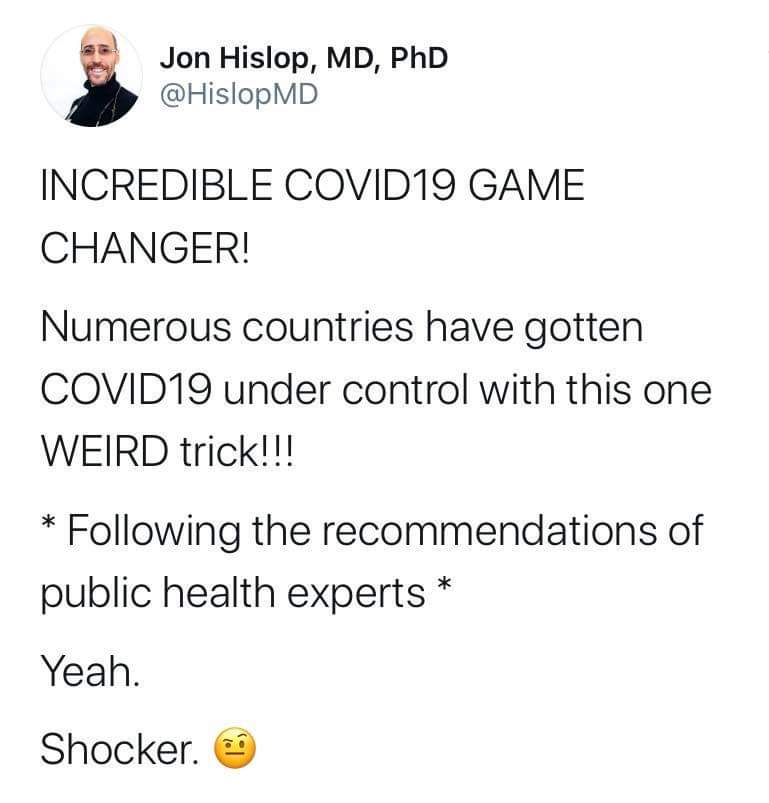 Jon Hislop, MD, PhD
@HislopMD
INCREDIBLE COVID19 GAME
CHANGER!
Numerous countries have gotten
COVID19 under control with this one
WEIRD trick!!!
* Following the recommendations of
public health experts *
Yeah.
Shocker. 🤨